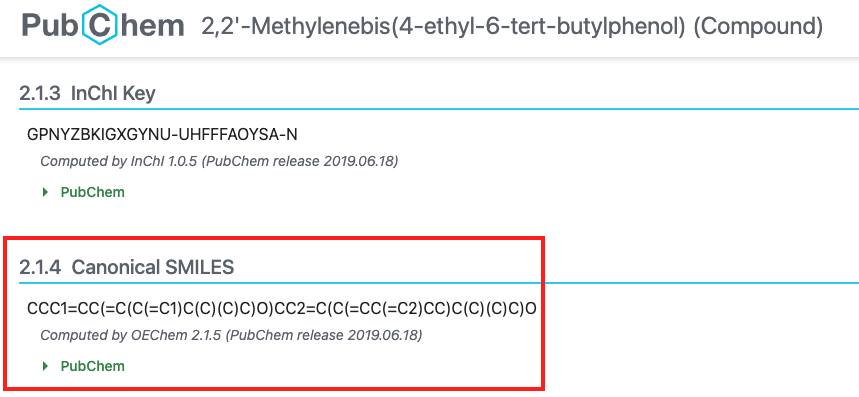 PubChem 2,2'-Methylenebis(4-ethyl-6-tert-butylphenol) (Compound)
2.1.3 InChI Key
GPNYZBKIGXGYNU-UHFFFAOYSA-N
Computed by InChI 1.0.5 (PubChem release 2019.06.18)
PubChem
2.1.4 Canonical SMILES
CCC1=CC(=C(C(=C1)C(C)(C)C)O)CC2=C(C(=CC(=C2)CC)C(C)(C)C)O
Computed by OEChem 2.1.5 (PubChem release 2019.06.18)
PubChem